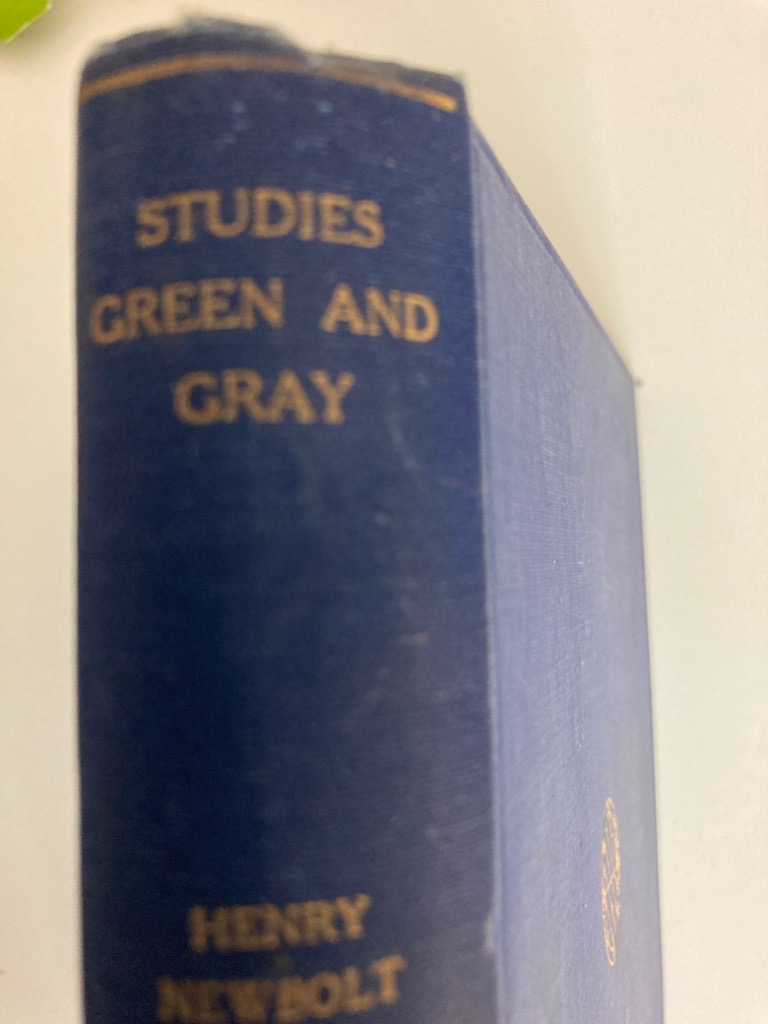 STUDIES
GREEN AND
GRAY
HENRY
NEWBOLT